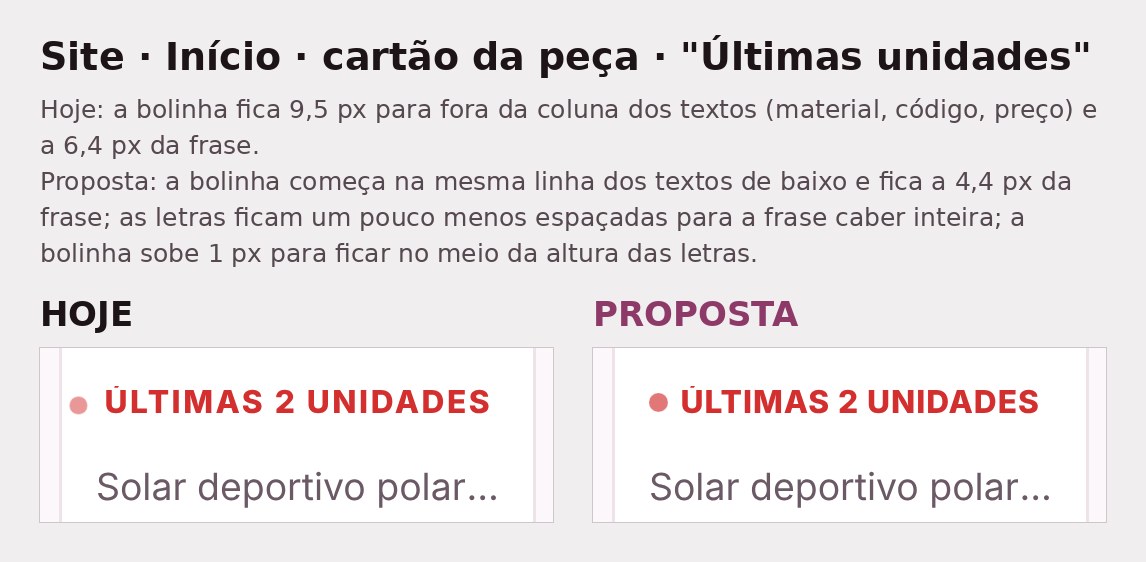 Site · Início · cartão da peça · "Últimas unidades"
Hoje: a bolinha fica 9,5 px para fora da coluna dos textos (material, código, preço) e
a 6,4 px da frase.
Proposta: a bolinha começa na mesma linha dos textos de baixo e fica a 4,4 px da
frase; as letras ficam um pouco menos espaçadas para a frase caber inteira; a
bolinha sobe 1 px para ficar no meio da altura das letras.
HOJE
PROPOSTA
ÚLTIMAS 2 UNIDADES
Solar deportivo polar...
ÚLTIMAS 2 UNIDADES
Solar deportivo polar...